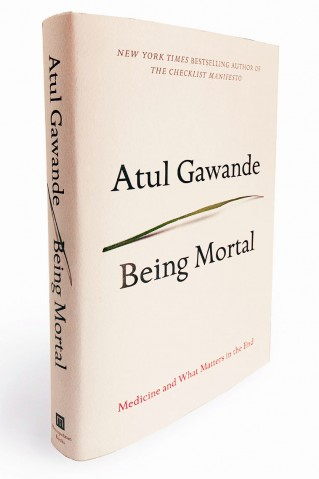 NEW YORK TIMES BESTSELLING AUTHOR OF
THE CHECKLIST MANIFESTO
Atul Gawande
Being Mortal
Medicine and What Matters in the End
Atul Gawande
Being Mortal